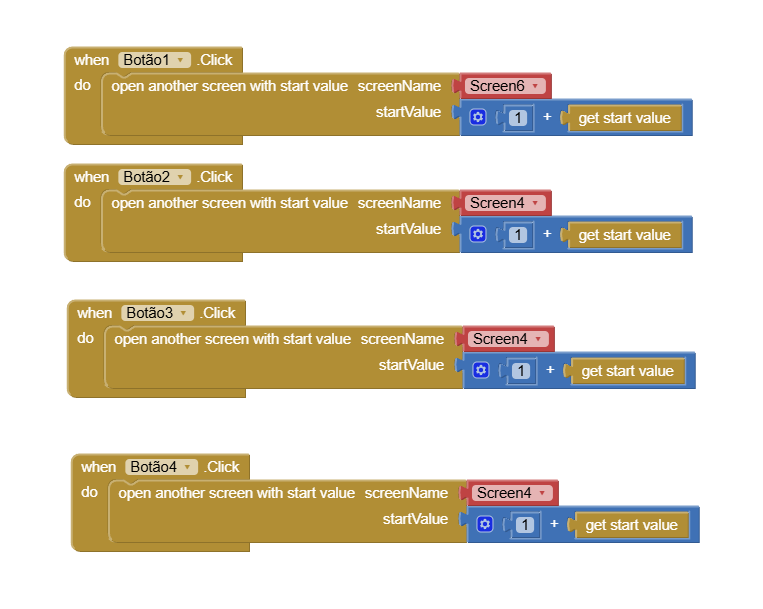 when Botão1 .Click
do open another screen with start value screenName Screen6
startValue 1 + get start value
when Botão2 .Click
do open another screen with start value screenName Screen4
startValue 1 + get start value
when Botão3 .Click
do open another screen with start value screenName Screen4
startValue 1 + get start value
when Botão4 .Click
do open another screen with start value screenName Screen4
startValue 1 + get start value